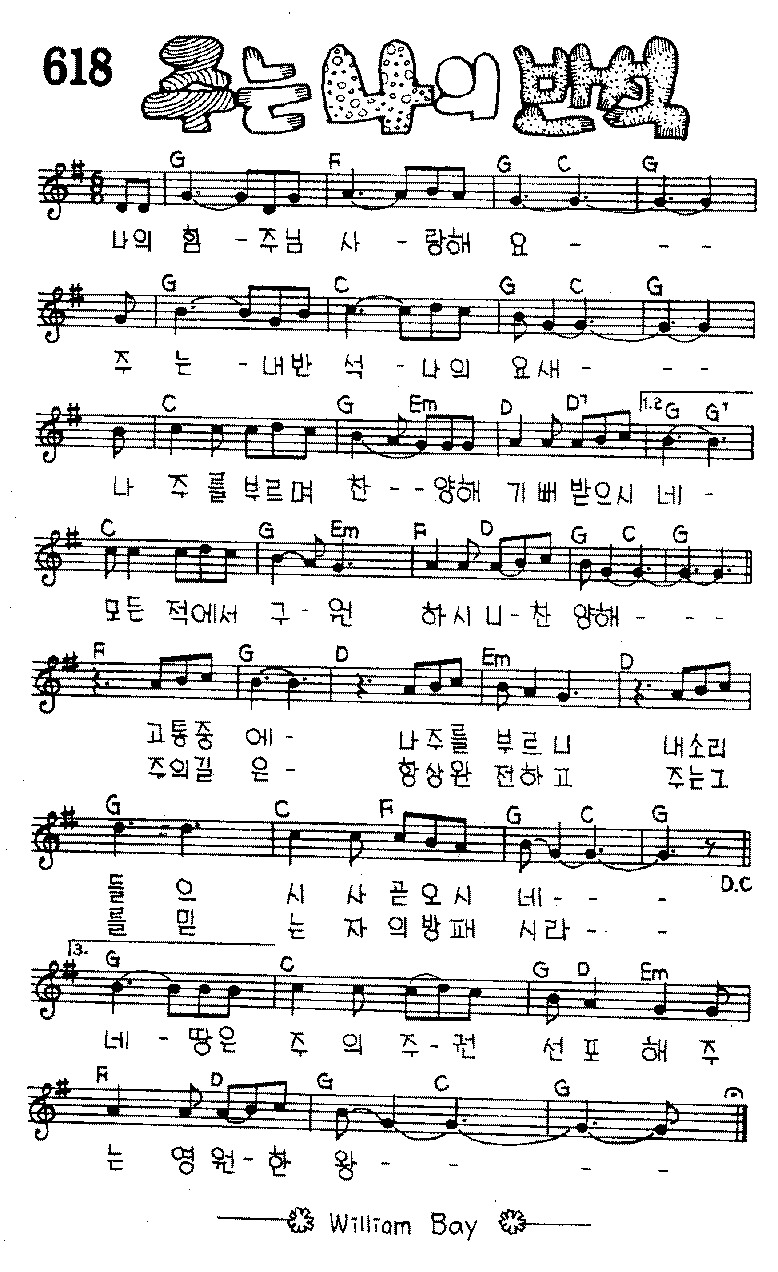 618 주는 나의 반석
G A G C G
나의 힘 - 주님 사 - 랑해 요 - - -
G C G C G
주 는 - 내반 석 - 나의 요새 - - -
C G Em D D7 1.2 G G7
나 주를 부르며 찬 - - 양해 기뻐 받으시 네 -
C G Em A D G C G
모든 적에서 구 - 원 하시 니 - 찬 양해 - - -
A G D Em D
고통중 에 - 나주를 부르니 내소리
주의길 은 - 항상완 전하고 주는그
G C A G C G
들으 시 사 곧오시 네 - - -
D.C
를 믿 는 자 의방패 시라 - -
3. G C G D Em
네 - 땅은 주 의 주 - 권 선포 해 주
A D G C G
는 영원 - 한 왕 - - - -
William Bay